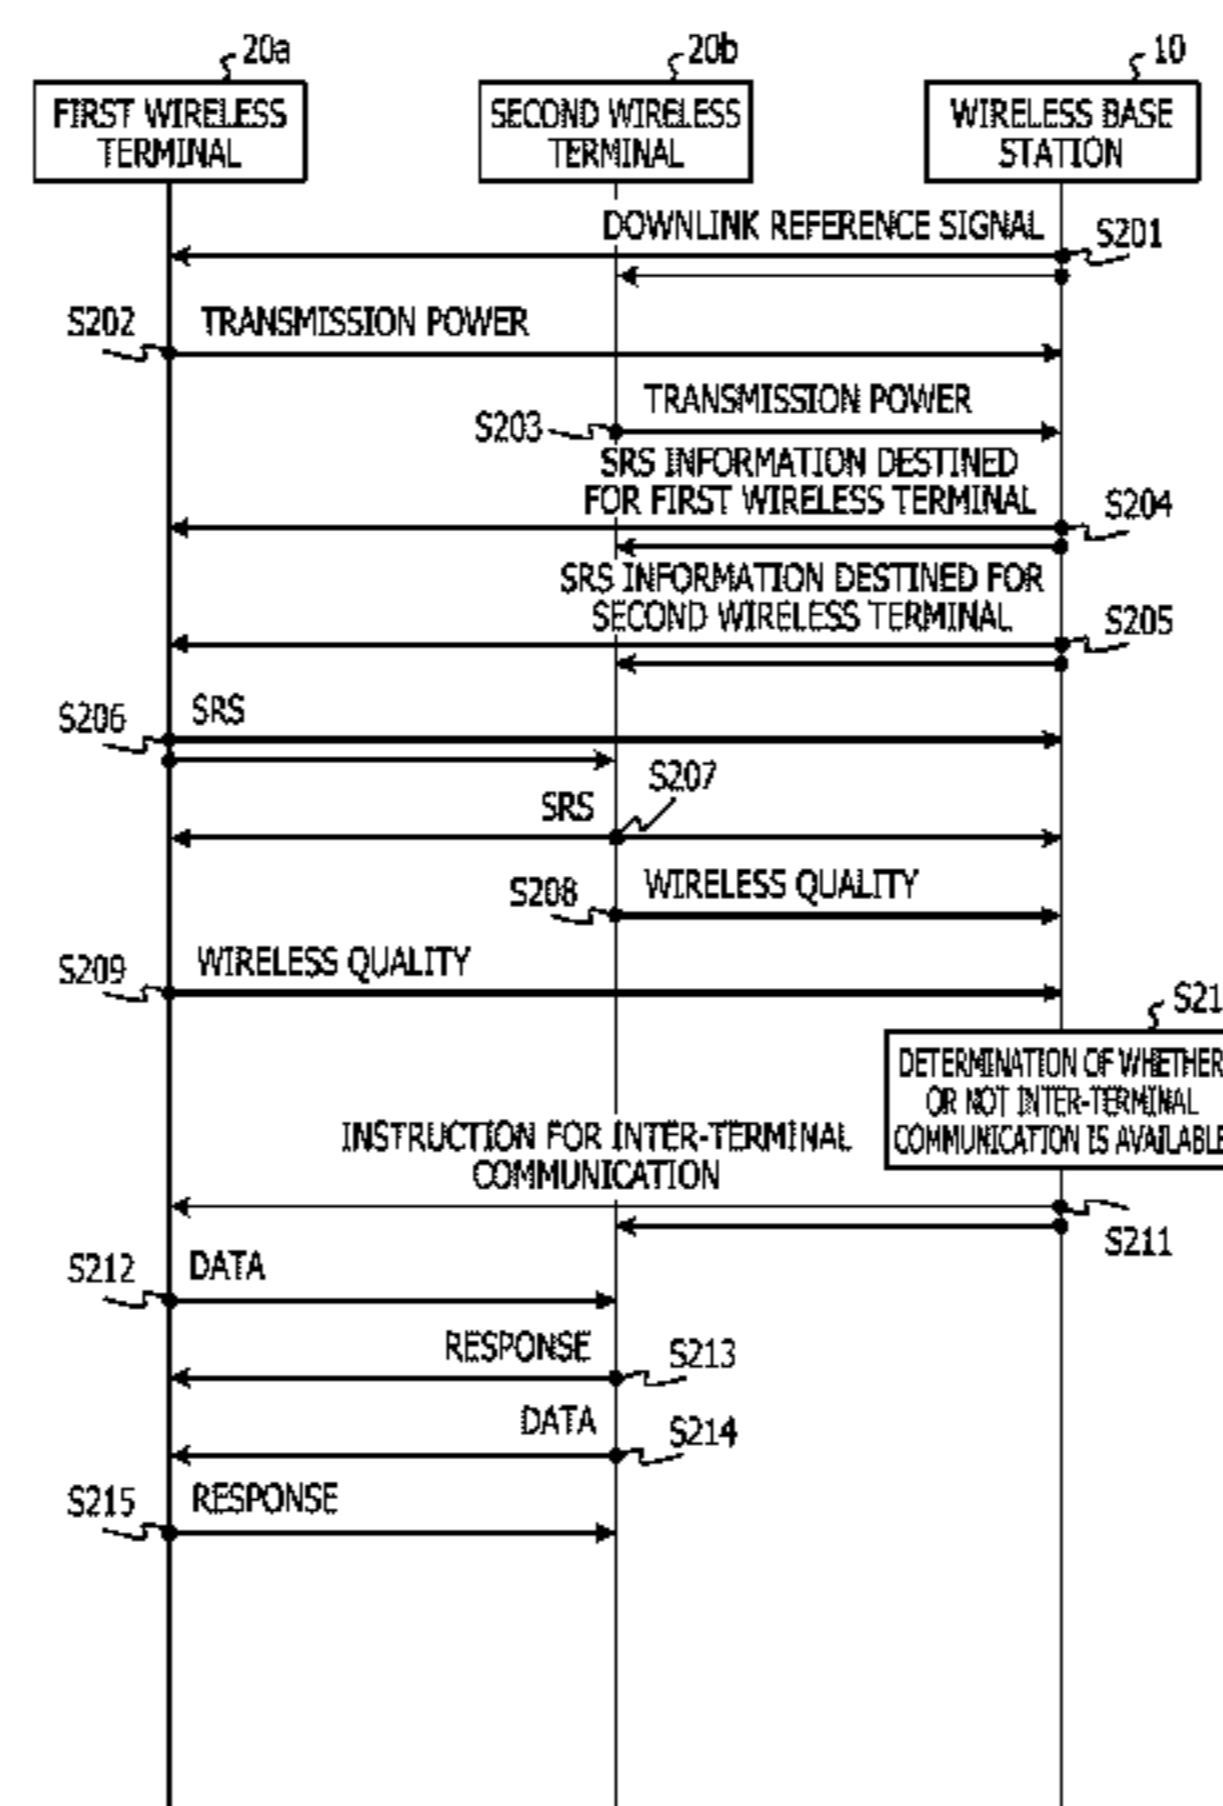 20a
20b
10
FIRST WIRELESS
TERMINAL
SECOND WIRELESS
TERMINAL
WIRELESS BASE
STATION
DOWNLINK REFERENCE SIGNAL
S201
S202
TRANSMISSION POWER
TRANSMISSION POWER
S203
SRS INFORMATION DESTINED
FOR FIRST WIRELESS TERMINAL
S204
SRS INFORMATION DESTINED FOR
SECOND WIRELESS TERMINAL
S205
S206
SRS
S207
SRS
S208
WIRELESS QUALITY
S209
WIRELESS QUALITY
S21
DETERMINATION OF WHETHER
OR NOT INTER-TERMINAL
COMMUNICATION IS AVAILABLE
INSTRUCTION FOR INTER-TERMINAL
COMMUNICATION
S211
S212
DATA
RESPONSE
S213
DATA
S214
S215
RESPONSE